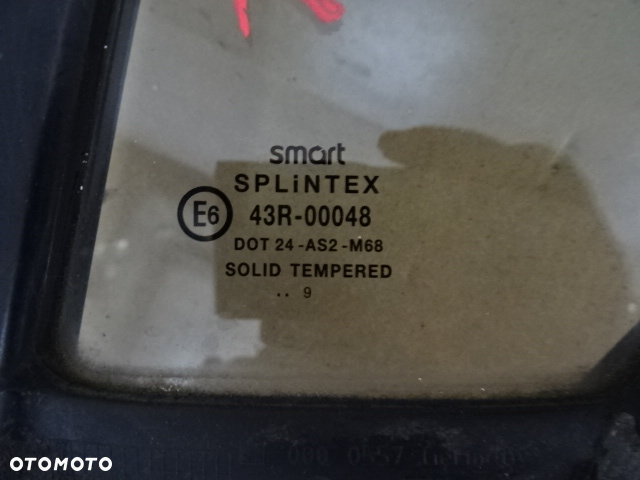 smart
SPLiNTEX
E6 43R-00048
DOT 24-AS2-M68
SOLID TEMPERED
.. 9
OTOMOTO